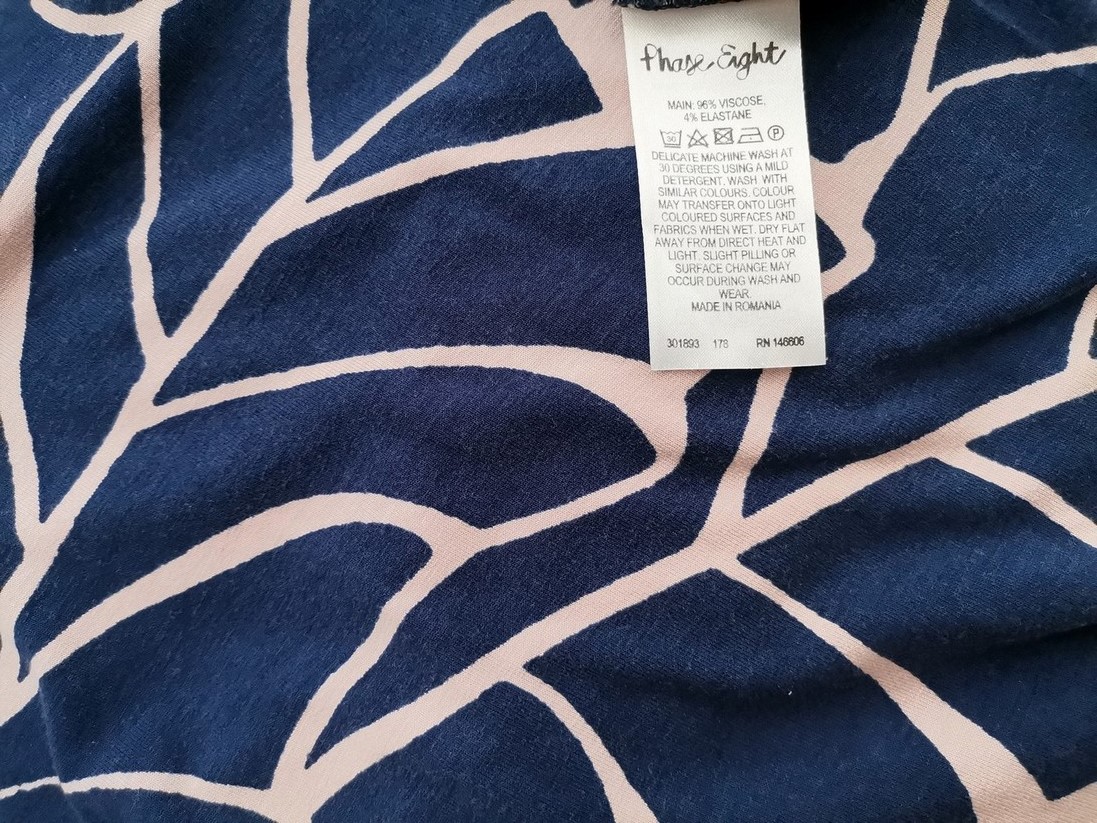 Phase Eight
MAIN: 96% VISCOSE,
4% ELASTANE
30 P
DELICATE MACHINE WASH AT
30 DEGREES USING A MILD
DETERGENT. WASH WITH
SIMILAR COLOURS. COLOUR
MAY TRANSFER ONTO LIGHT
COLOURED SURFACES AND
FABRICS WHEN WET. DRY FLAT
AWAY FROM DIRECT HEAT AND
LIGHT. SLIGHT PILLING OR
SURFACE CHANGE MAY
OCCUR DURING WASH AND
WEAR.
MADE IN ROMANIA
301893 178 RN 146606